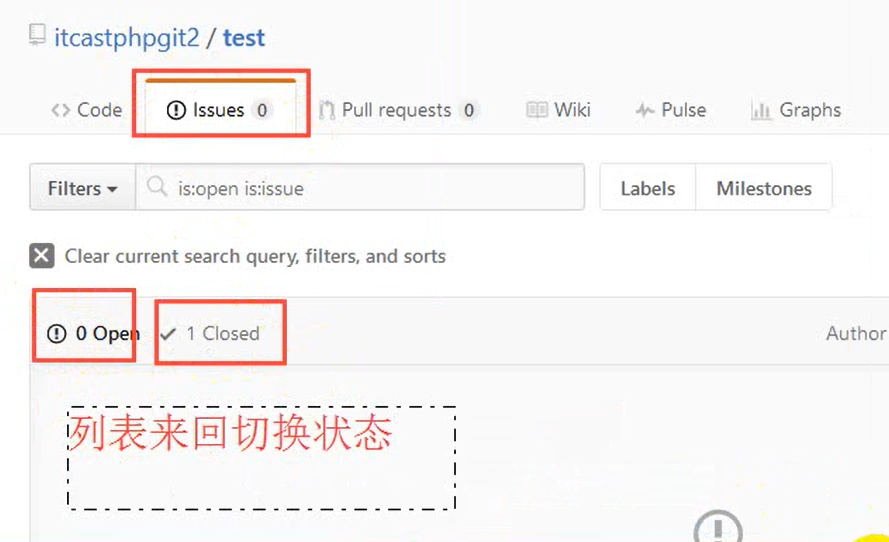 itcastphpgit2 / test
Code Issues 0 Pull requests 0 Wiki Pulse Graphs
Filters is:open is:issue Labels Milestones
Clear current search query, filters, and sorts
0 Open 1 Closed Author
列表来回切换状态